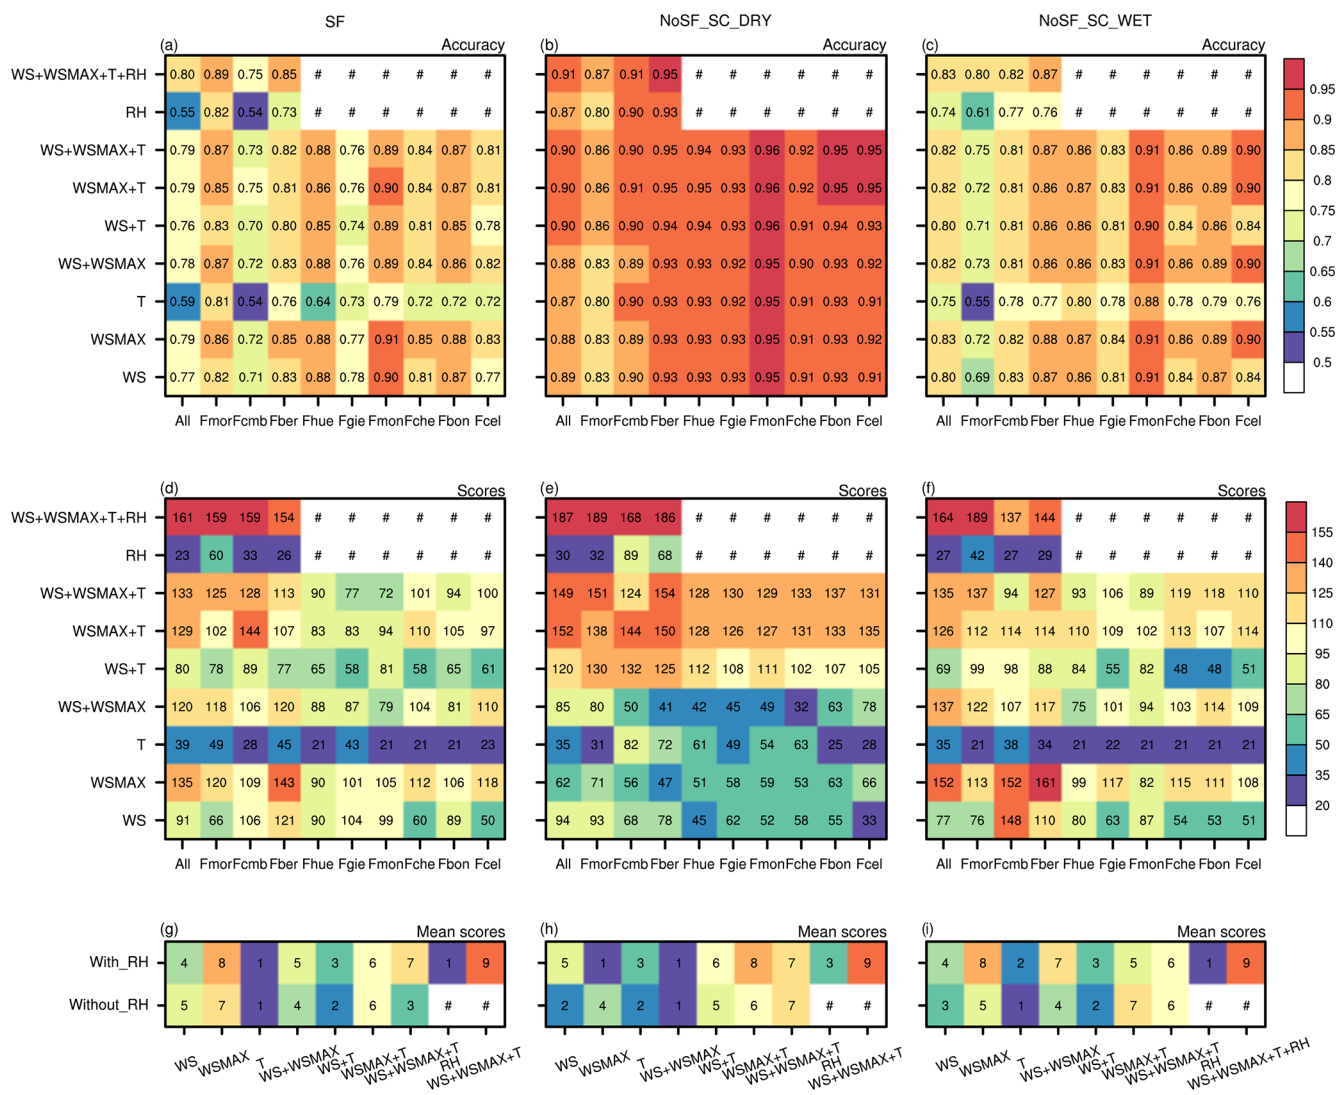 SF NoSF_SC_DRY NoSF_SC_WET
(a) Accuracy (b) Accuracy (c) Accuracy
WS+WSMAX+T+RH 0.80 0.89 0.75 0.85 # # # # # # 0.91 0.87 0.91 0.95 # # # # # # 0.83 0.80 0.82 0.87 # # # # # #
RH 0.55 0.82 0.54 0.73 # # # # # # 0.87 0.80 0.90 0.93 # # # # # # 0.74 0.61 0.77 0.76 # # # # # #
WS+WSMAX+T 0.79 0.87 0.73 0.82 0.88 0.76 0.89 0.84 0.87 0.81 0.90 0.86 0.90 0.95 0.94 0.93 0.96 0.92 0.95 0.95 0.82 0.75 0.81 0.87 0.86 0.83 0.91 0.86 0.89 0.90
WSMAX+T 0.79 0.85 0.75 0.81 0.86 0.76 0.90 0.84 0.87 0.81 0.90 0.86 0.91 0.95 0.95 0.93 0.96 0.92 0.95 0.95 0.82 0.72 0.81 0.86 0.87 0.83 0.91 0.86 0.89 0.90
WS+T 0.76 0.83 0.70 0.80 0.85 0.74 0.89 0.81 0.85 0.78 0.90 0.86 0.90 0.94 0.94 0.93 0.96 0.91 0.94 0.93 0.80 0.71 0.81 0.86 0.86 0.81 0.90 0.84 0.86 0.84
WS+WSMAX 0.78 0.87 0.72 0.83 0.88 0.76 0.89 0.84 0.86 0.82 0.88 0.83 0.89 0.93 0.93 0.92 0.95 0.90 0.93 0.92 0.82 0.73 0.81 0.86 0.86 0.83 0.91 0.86 0.89 0.90
T 0.59 0.81 0.54 0.76 0.64 0.73 0.79 0.72 0.72 0.72 0.87 0.80 0.90 0.93 0.93 0.92 0.95 0.91 0.93 0.91 0.75 0.55 0.78 0.77 0.80 0.78 0.88 0.78 0.79 0.76
WSMAX 0.79 0.86 0.72 0.85 0.88 0.77 0.91 0.85 0.88 0.83 0.88 0.83 0.89 0.93 0.93 0.93 0.95 0.91 0.93 0.92 0.83 0.72 0.82 0.88 0.87 0.84 0.91 0.86 0.89 0.90
WS 0.77 0.82 0.71 0.83 0.88 0.78 0.90 0.81 0.87 0.77 0.89 0.83 0.90 0.93 0.93 0.93 0.95 0.91 0.93 0.91 0.80 0.69 0.83 0.87 0.86 0.81 0.91 0.84 0.87 0.84
All Fmor Fcmb Fber Fhue Fgie Fmon Fche Fbon Fcel All Fmor Fcmb Fber Fhue Fgie Fmon Fche Fbon Fcel All Fmor Fcmb Fber Fhue Fgie Fmon Fche Fbon Fcel
0.95
0.9
0.85
0.8
0.75
0.7
0.65
0.6
0.55
0.5
(d) Scores (e) Scores (f) Scores
WS+WSMAX+T+RH 161 159 159 154 # # # # # # 187 189 168 186 # # # # # # 164 189 137 144 # # # # # #
RH 23 60 33 26 # # # # # # 30 32 89 68 # # # # # # 27 42 27 29 # # # # # #
WS+WSMAX+T 133 125 128 113 90 77 72 101 94 100 149 151 124 154 128 130 129 133 137 131 135 137 94 127 93 106 89 119 118 110
WSMAX+T 129 102 144 107 83 83 94 110 105 97 152 138 144 150 128 126 127 131 133 135 126 112 114 114 110 109 102 113 107 114
WS+T 80 78 89 77 65 58 81 58 65 61 120 130 132 125 112 108 111 102 107 105 69 99 98 88 84 55 82 48 48 51
WS+WSMAX 120 118 106 120 88 87 79 104 81 110 85 80 50 41 42 45 49 32 63 78 137 122 107 117 75 101 94 103 114 109
T 39 49 28 45 21 43 21 21 21 23 35 31 82 72 61 49 54 63 25 28 35 21 38 34 21 22 21 21 21 21
WSMAX 135 120 109 143 90 101 105 112 106 118 62 71 56 47 51 58 59 53 63 66 152 113 152 161 99 117 82 115 111 108
WS 91 66 106 121 90 104 99 60 89 50 94 93 68 78 45 62 52 58 55 33 77 76 148 110 80 63 87 54 53 51
All Fmor Fcmb Fber Fhue Fgie Fmon Fche Fbon Fcel All Fmor Fcmb Fber Fhue Fgie Fmon Fche Fbon Fcel All Fmor Fcmb Fber Fhue Fgie Fmon Fche Fbon Fcel
155
140
125
110
95
80
65
50
35
20
(g) Mean scores (h) Mean scores (i) Mean scores
With_RH 4 8 1 5 3 6 7 1 9 5 1 3 1 6 8 7 3 9 4 8 2 7 3 5 6 1 9
Without_RH 5 7 1 4 2 6 3 # # 2 4 2 1 5 6 7 # # 3 5 1 4 2 7 6 # #
WS WSMAX T WS+WSMAX WS+T WSMAX+T WS+WSMAX+T RH WS+WSMAX+T WS WSMAX T WS+WSMAX WS+T WSMAX+T WS+WSMAX+T RH WS+WSMAX+T WS WSMAX T WS+WSMAX WS+T WSMAX+T WS+WSMAX+T RH WS+WSMAX+T+RH